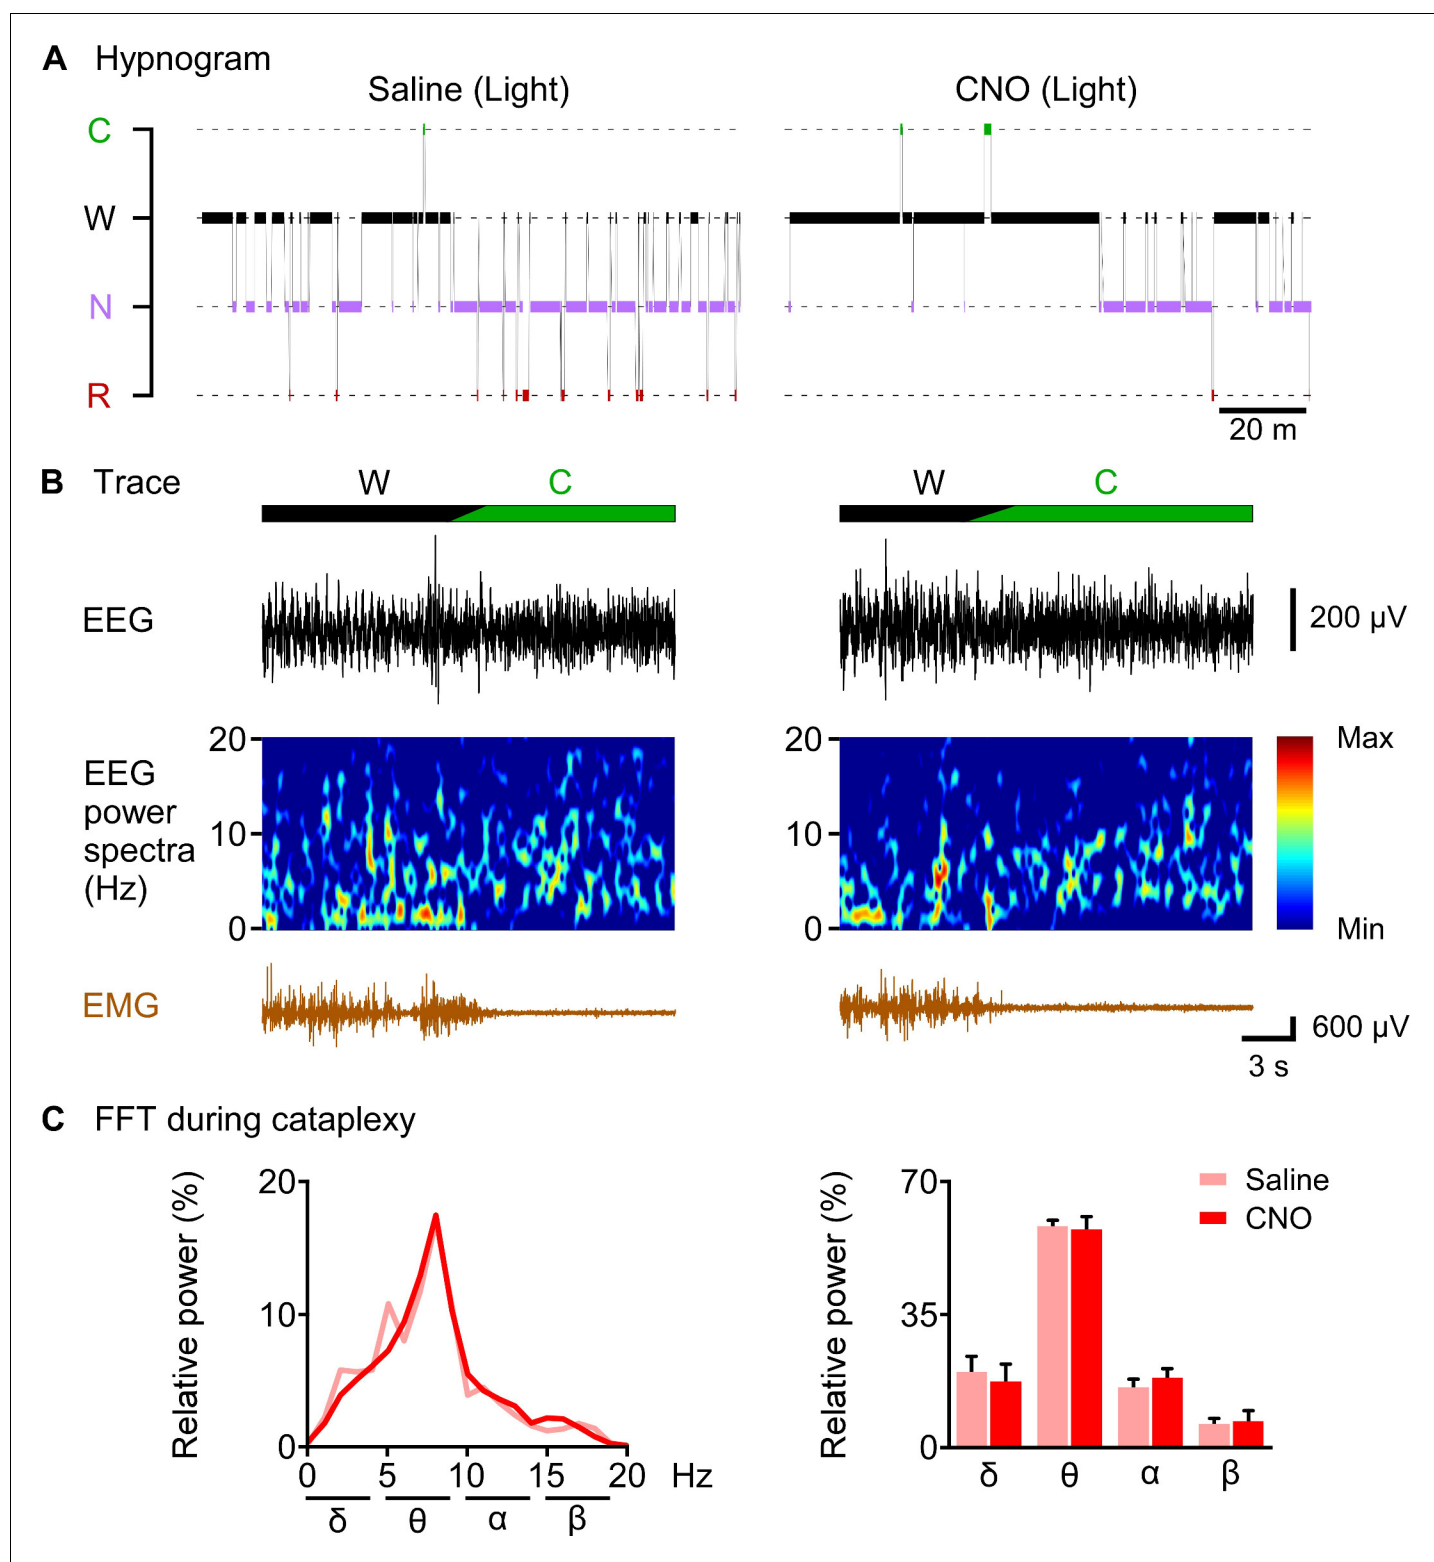 A Hypnogram
Saline (Light)
CNO (Light)
C
W
N
R
20 m
B Trace
W
C
W
C
EEG
200 µV
EEG
power
spectra
(Hz)
20
10
0
20
10
0
Max
Min
EMG
600 µV
3 s
C FFT during cataplexy
Relative power (%)
20
10
0
0 5 10 15 20 Hz
δ θ α β
Relative power (%)
70
35
0
δ θ α β
Saline
CNO